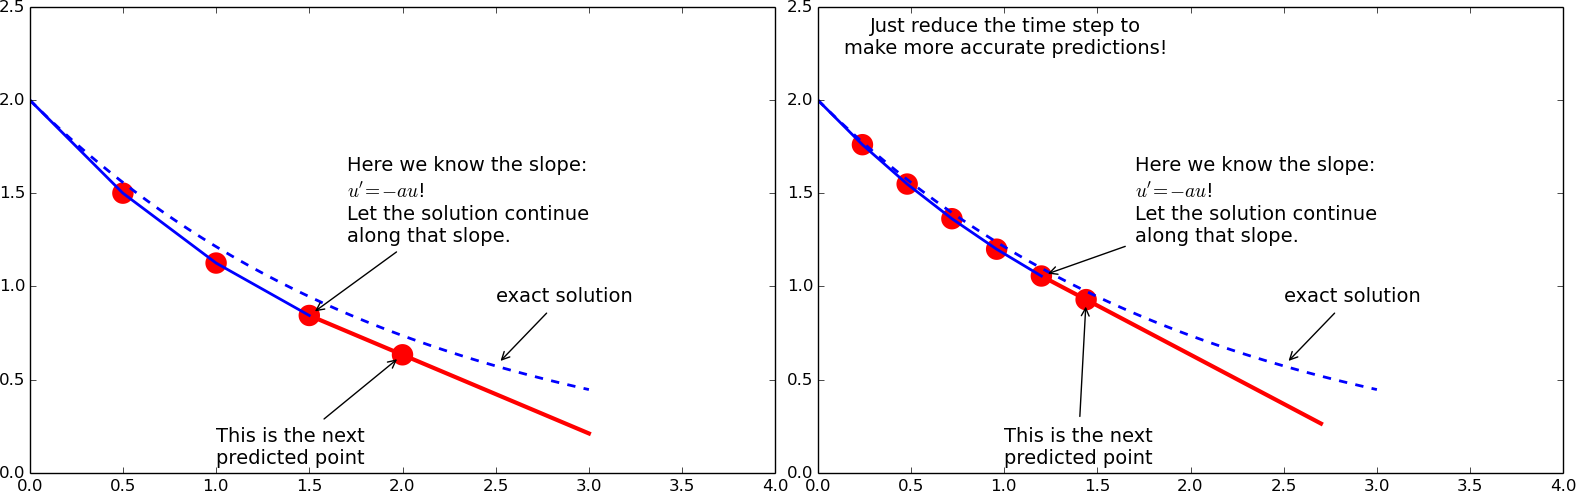 2.5
2.0
1.5
1.0
0.5
0.0
0.0 0.5 1.0 1.5 2.0 2.5 3.0 3.5 4.0
Here we know the slope:
u′=−au!
Let the solution continue
along that slope.
exact solution
This is the next
predicted point
2.5
2.0
1.5
1.0
0.5
0.0
0.0 0.5 1.0 1.5 2.0 2.5 3.0 3.5 4.0
Just reduce the time step to
make more accurate predictions!
Here we know the slope:
u′=−au!
Let the solution continue
along that slope.
exact solution
This is the next
predicted point